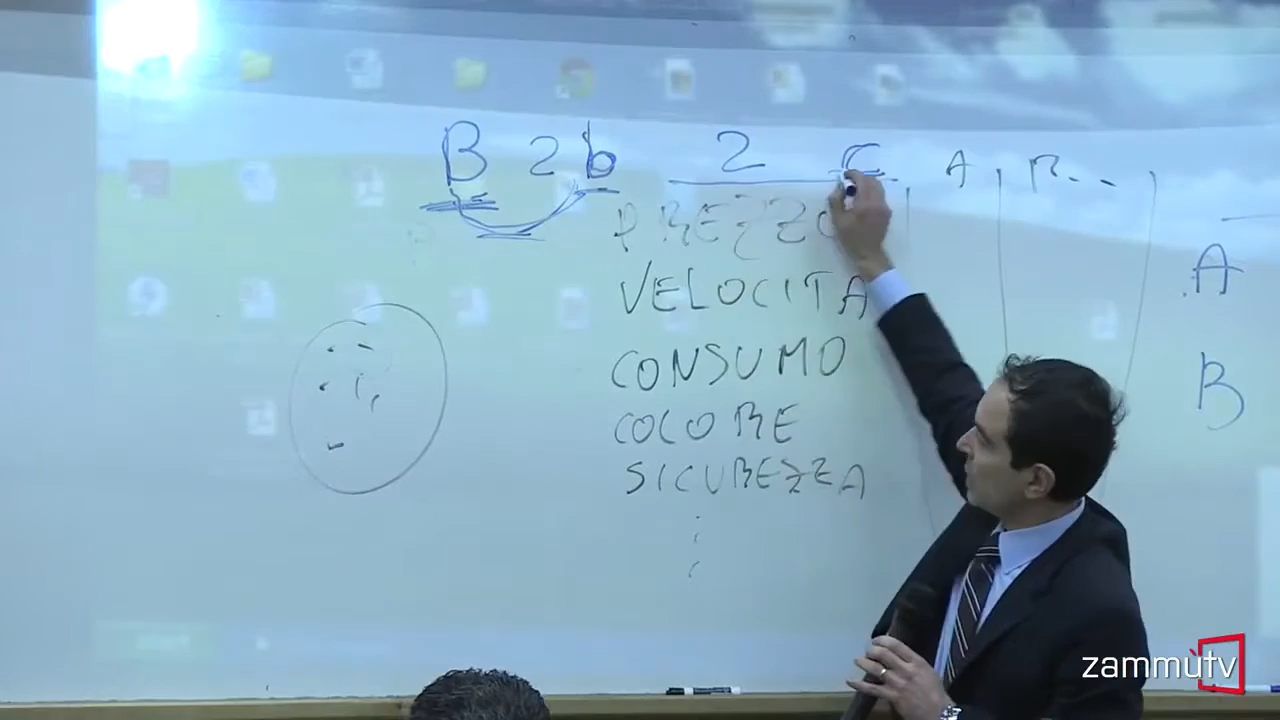 B 2 b 2 C A B
PREZZO
VELOCITA
CONSUMO
COLORE
SICUREZZA
A
B
zammùtv